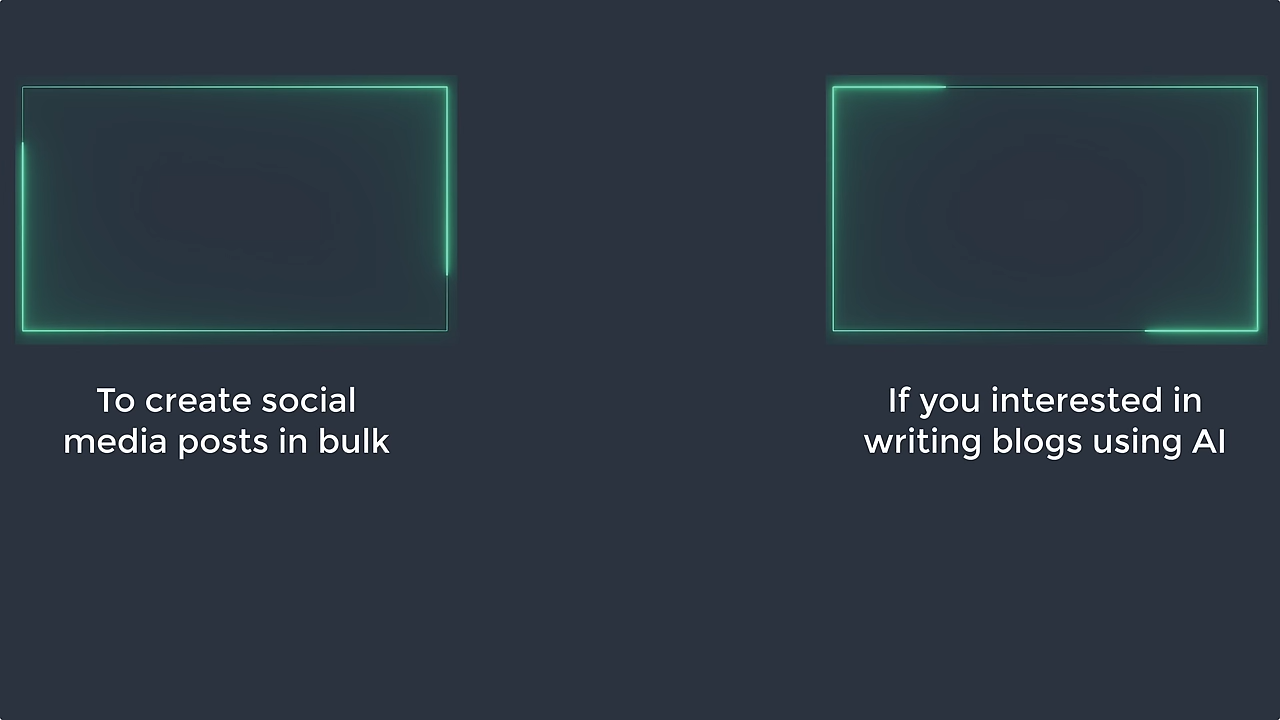 To create social
media posts in bulk
If you interested in
writing blogs using AI